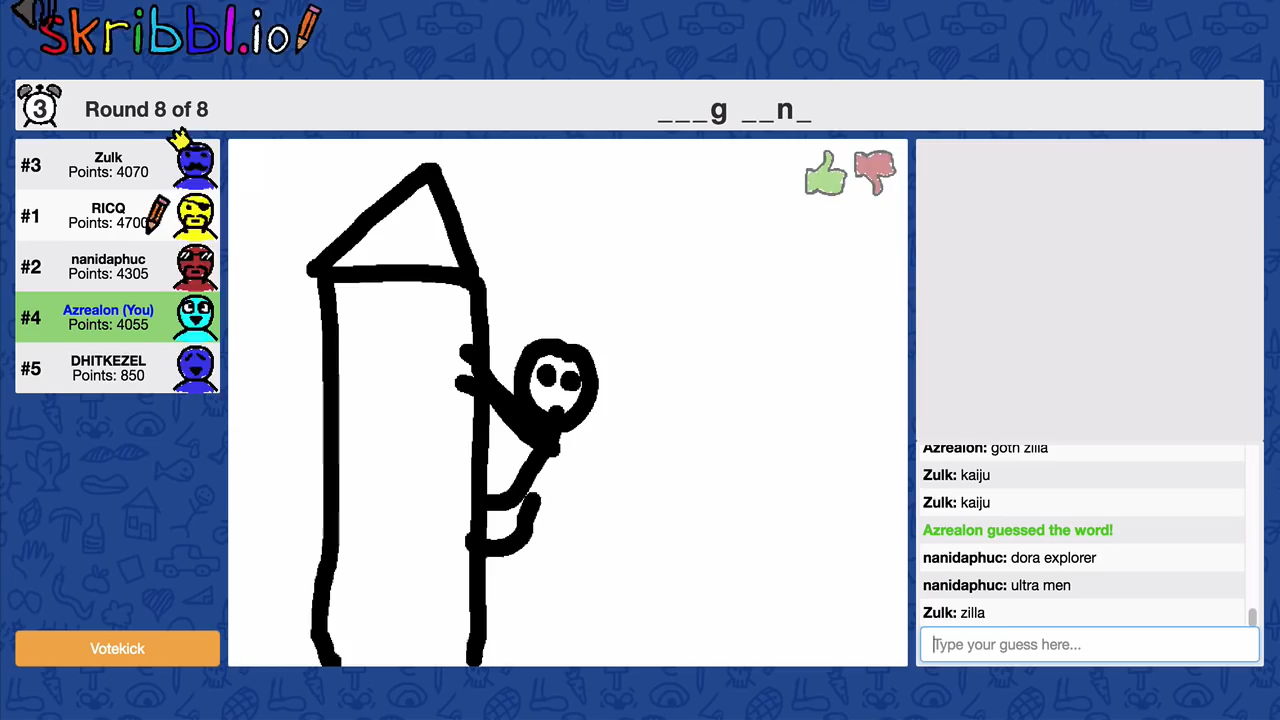 skribbl.io
3
Round 8 of 8
___g __n_
#3
Zulk
Points: 4070
#1
RICQ
Points: 4700
#2
nanidaphuc
Points: 4305
#4
Azrealon (You)
Points: 4055
#5
DHITKEZEL
Points: 850
Votekick
Azrealon: goth zilla
Zulk: kaiju
Zulk: kaiju
Azrealon guessed the word!
nanidaphuc: dora explorer
nanidaphuc: ultra men
Zulk: zilla
Type your guess here...